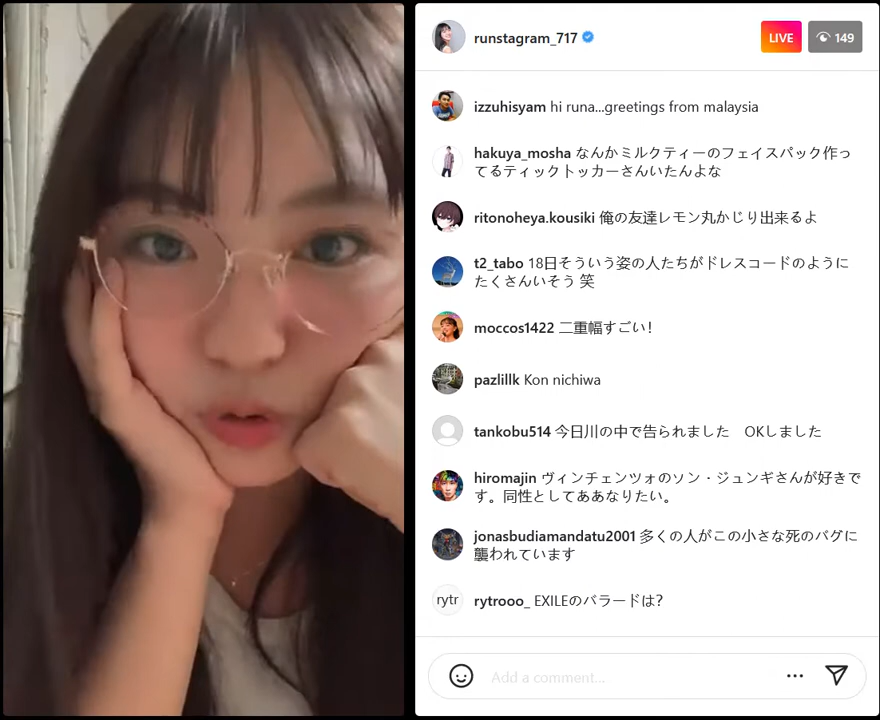 runstagram_717
LIVE
149
izzuhisyam hi runa...greetings from malaysia
hakuya_mosha なんかミルクティーのフェイスパック作っ
てるティックトッカーさんいたんよな
ritonoheya.kousiki 俺の友達レモン丸かじり出来るよ
t2_tabo 18日そういう姿の人たちがドレスコードのように
たくさんいそう 笑
moccos1422 二重幅すごい！
pazlillk Kon nichiwa
tankobu514 今日川の中で告られました　OKしました
hiromajin ヴィンチェンツォのソン・ジュンギさんが好きで
す。同性としてああなりたい。
jonasbudiamandatu2001 多くの人がこの小さな死のバグに
襲われています
rytr
rytrooo_ EXILEのバラードは？
Add a comment...